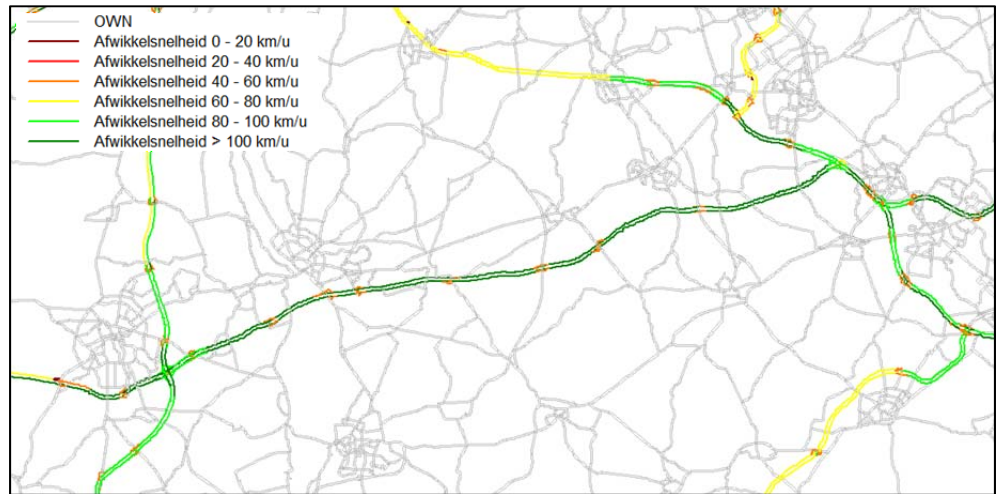 OWN
Afwikkelsnelheid 0 - 20 km/u
Afwikkelsnelheid 20 - 40 km/u
Afwikkelsnelheid 40 - 60 km/u
Afwikkelsnelheid 60 - 80 km/u
Afwikkelsnelheid 80 - 100 km/u
Afwikkelsnelheid > 100 km/u